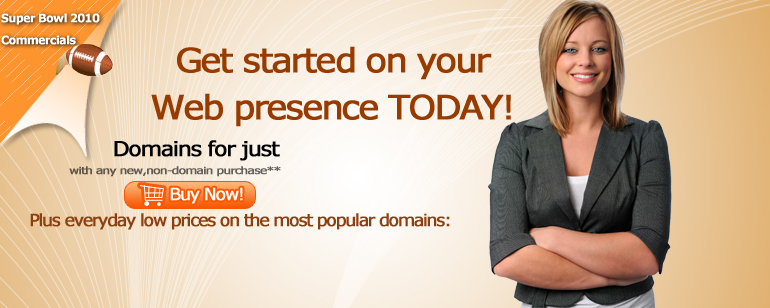 Super Bowl 2010
Commercials
Get started on your
Web presence TODAY!
Domains for just
with any new,non-domain purchase**
Buy Now!
Plus everyday low prices on the most popular domains: